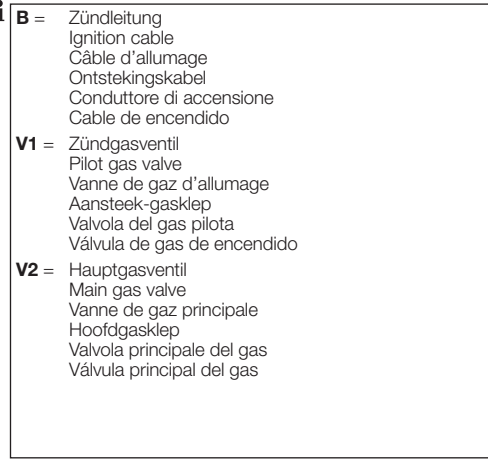 i
B = Zündleitung
Ignition cable
Câble d'allumage
Ontstekingskabel
Conduttore di accensione
Cable de encendido
V1 = Zündgasventil
Pilot gas valve
Vanne de gaz d'allumage
Aansteek-gasklep
Valvola del gas pilota
Válvula de gas de encendido
V2 = Hauptgasventil
Main gas valve
Vanne de gaz principale
Hoofdgasklep
Valvola principale del gas
Válvula principal del gas